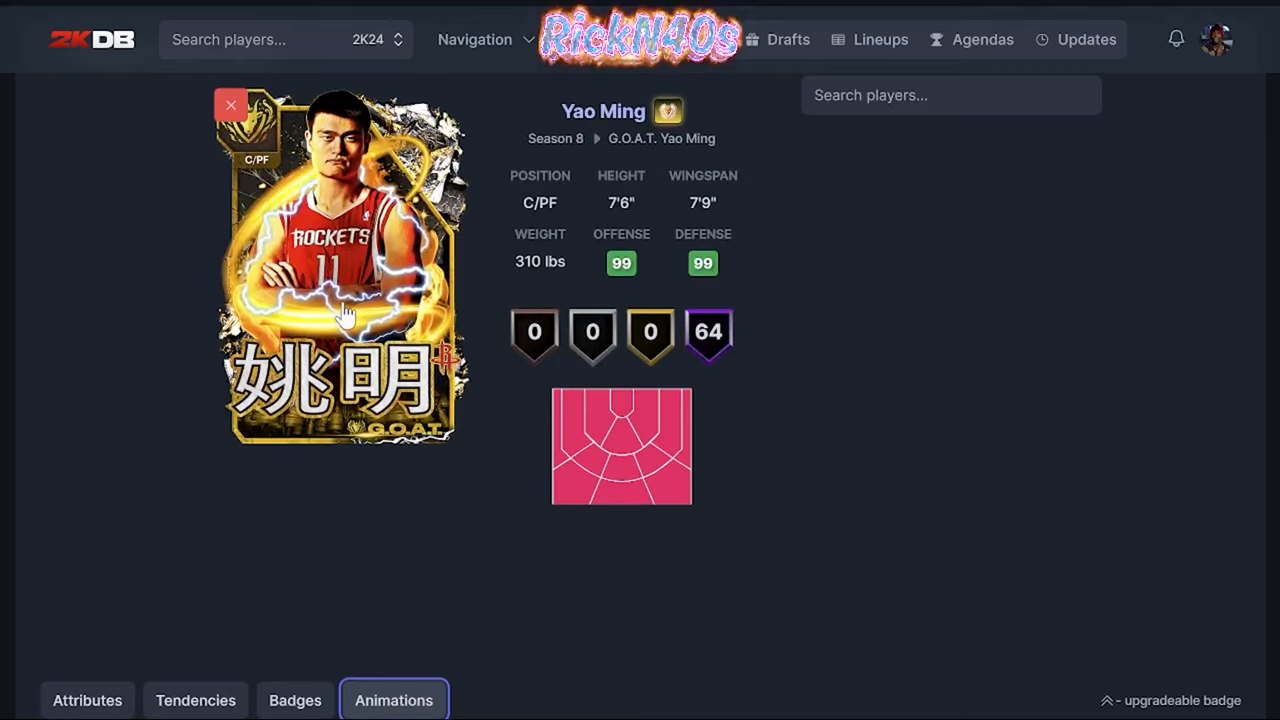 2KDB
Search players...
2K24
Navigation
RickN40s
Drafts
Lineups
Agendas
Updates
Search players...
C/PF
ROCKETS
11
姚明
G.O.A.T.
Yao Ming
Season 8
G.O.A.T. Yao Ming
POSITION HEIGHT WINGSPAN
C/PF 7'6" 7'9"
WEIGHT OFFENSE DEFENSE
310 lbs 99 99
0 0 0 64
Attributes Tendencies Badges Animations
- upgradeable badge